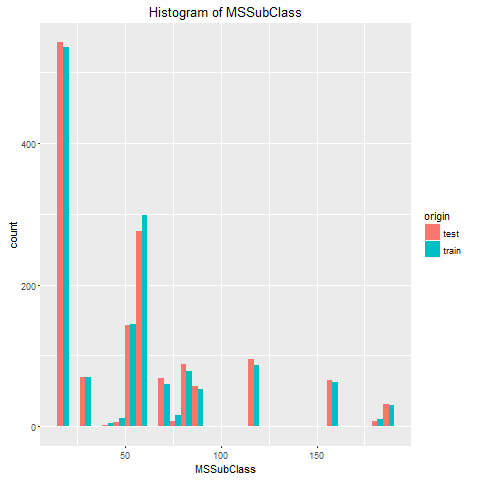 Histogram of MSSubClass
400
200
0
count
50
100
150
MSSubClass
origin
test
train